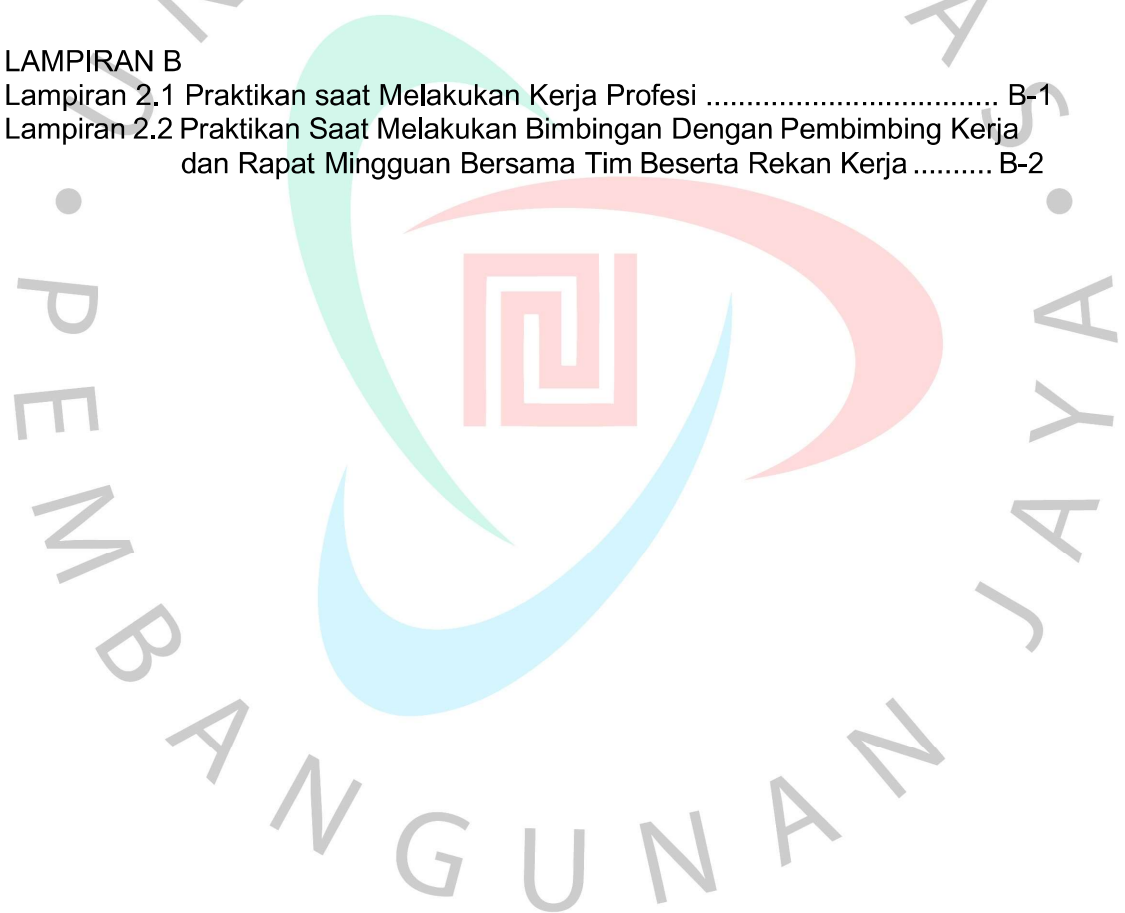 LAMPIRAN B
Lampiran 2.1 Praktikan saat Melakukan Kerja Profesi .................................... B-1
Lampiran 2.2 Praktikan Saat Melakukan Bimbingan Dengan Pembimbing Kerja
dan Rapat Mingguan Bersama Tim Beserta Rekan Kerja .......... B-2
PEMBANGUNAN JAYA